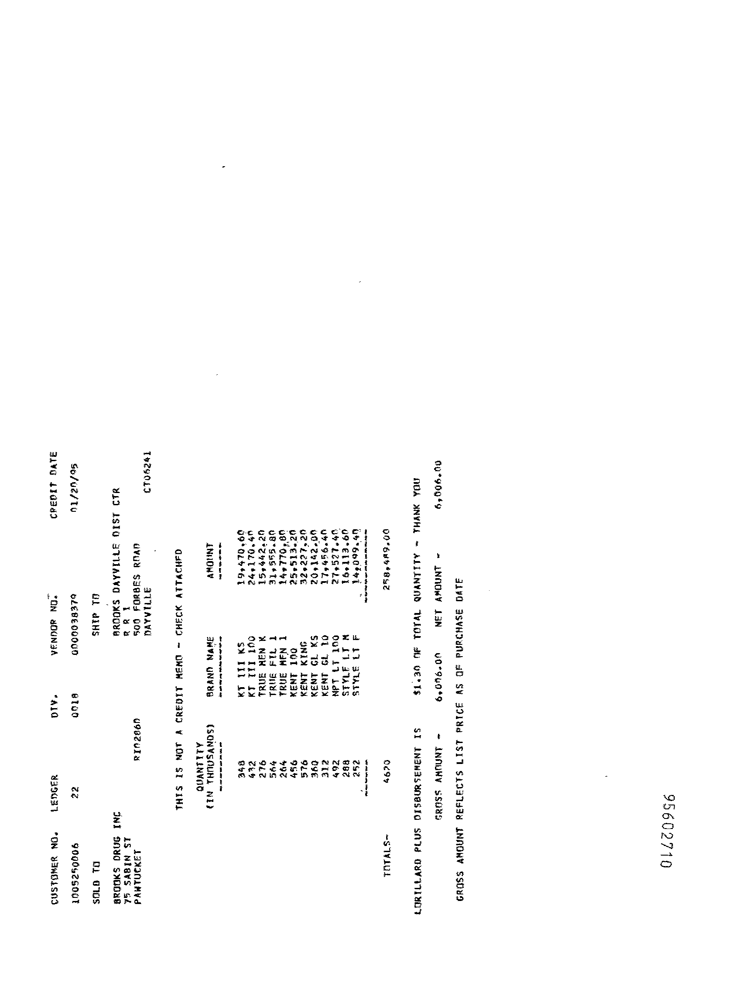 CUSTOMER NO. LEDGER DIV. VENDOR NO. CREDIT DATE
1005250006 22 0018 0000038379 01/20/95
SOLD TO SHIP TO
BROOKS DRUG INC BROOKS DAYVILLE DIST CTR
75 SABIN ST R R 1
PAWTUCKET 500 FORBES ROAD
RI02860 DAYVILLE
CT06241
THIS IS NOT A CREDIT MEMO - CHECK ATTACHED
QUANTITY
(IN THOUSANDS) BRAND NAME AMOUNT
348 KT III KS 19,470.60
432 KT III 100 24,170.40
276 TRUE MEN K 15,442.20
564 TRUE FIL 1 31,555.80
264 TRUE MEN 1 14,770.80
456 KENT 100 25,513.20
576 KENT KING 32,227.20
360 KENT GL KS 20,142.00
312 KENT GL 10 17,456.40
492 NPT LT 100 27,527.40
288 STYLE LT M 16,113.60
252 STYLE LT F 14,099.40
TOTALS- 4620 258,489.00
LORILLARD PLUS DISBURSEMENT IS $1.30 OF TOTAL QUANTITY - THANK YOU
GROSS AMOUNT - 6,006.00 NET AMOUNT - 6,006.00
GROSS AMOUNT REFLECTS LIST PRICE AS OF PURCHASE DATE
95602710